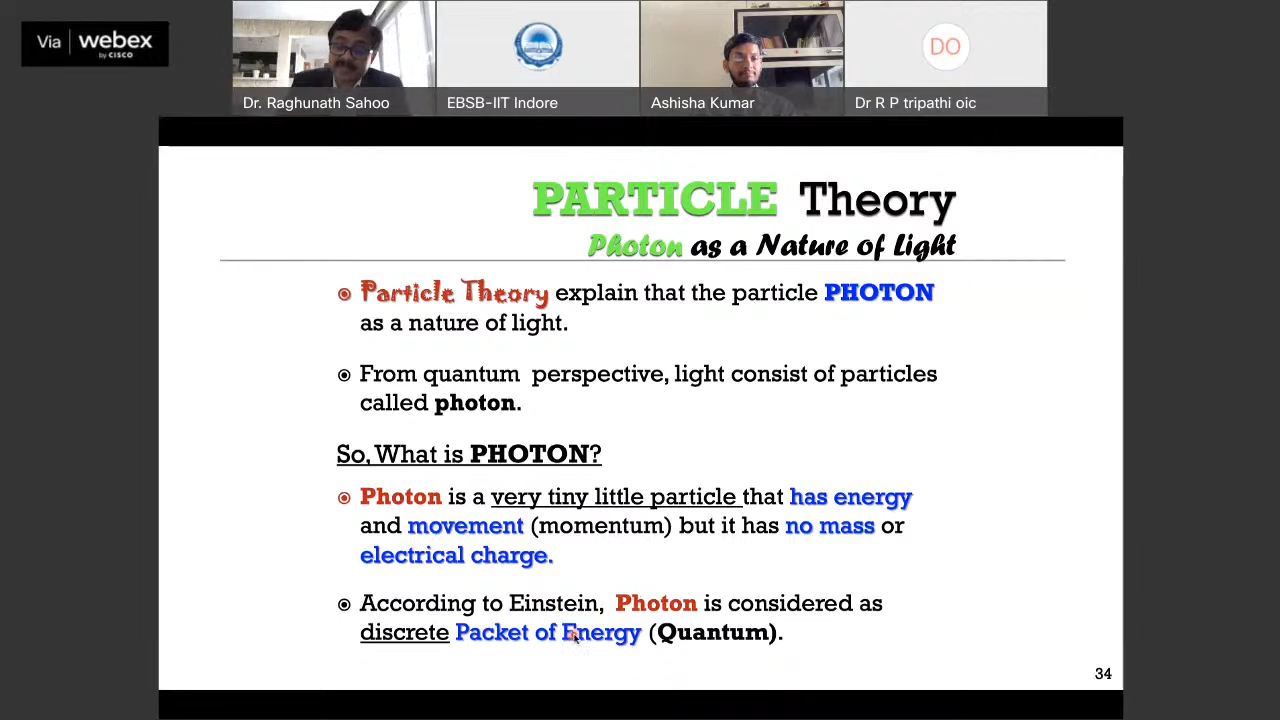 Via webex
by CISCO
DO
Dr. Raghunath Sahoo
EBSB-IIT Indore
Ashisha Kumar
Dr R P tripathi oic
PARTICLE Theory
Photon as a Nature of Light
Particle Theory explain that the particle PHOTON
as a nature of light.
From quantum perspective, light consist of particles
called photon.
So, What is PHOTON?
Photon is a very tiny little particle that has energy
and movement (momentum) but it has no mass or
electrical charge.
According to Einstein, Photon is considered as
discrete Packet of Energy (Quantum).
34